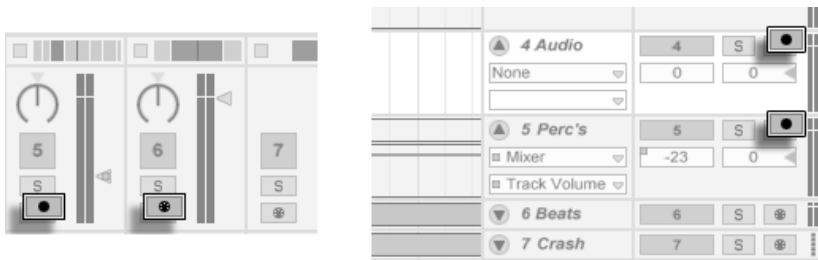 5 6 7
S S S
4 Audio 4 S
None 0 0
5 Perc's 5 S
Mixer -23 0
Track Volume
6 Beats 6 S
7 Crash 7 S